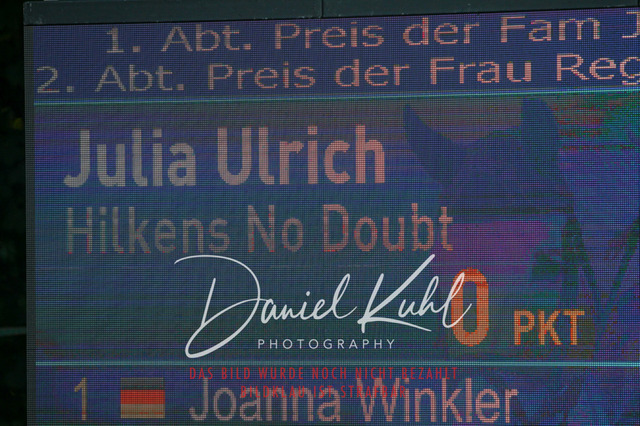 1. Abt. Preis der Fam
2. Abt. Preis der Frau Reg
Julia Ulrich
Hilkens No Doubt
0 PKT
Daniel Kuhl
PHOTOGRAPHY
DAS BILD WURDE NOCH NICHT BEZAHLT
1 Joanna Winkler